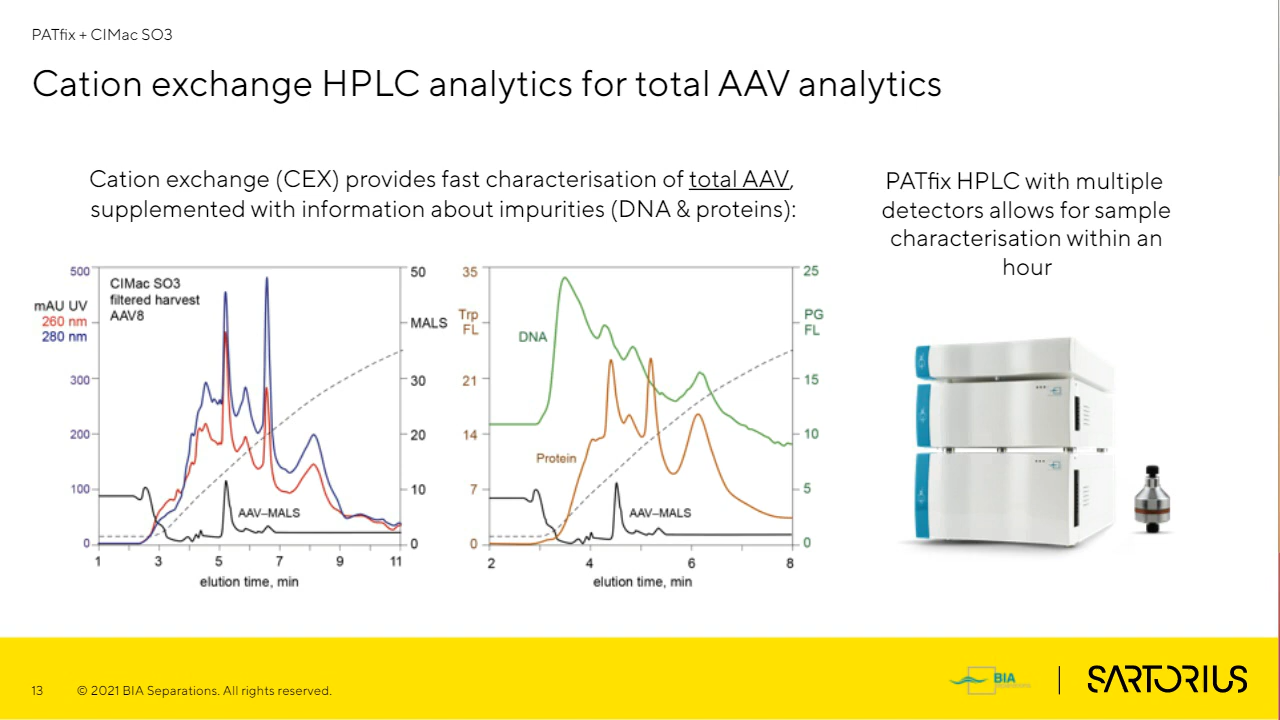 PATfix + CIMac SO3
Cation exchange HPLC analytics for total AAV analytics
Cation exchange (CEX) provides fast characterisation of total AAV,
supplemented with information about impurities (DNA & proteins):
PATfix HPLC with multiple
detectors allows for sample
characterisation within an
hour
500
mAU UV
260 nm
280 nm
300
200
100
0
CIMac SO3
filtered harvest
AAV8
AAV–MALS
50
MALS
30
20
10
0
1 3 5 7 9 11
elution time, min
35
Trp
FL
21
14
7
0
DNA
Protein
AAV–MALS
25
PG
FL
15
10
5
0
2 4 6 8
elution time, min
13 © 2021 BIA Separations. All rights reserved.
BIA
SARTORIUS